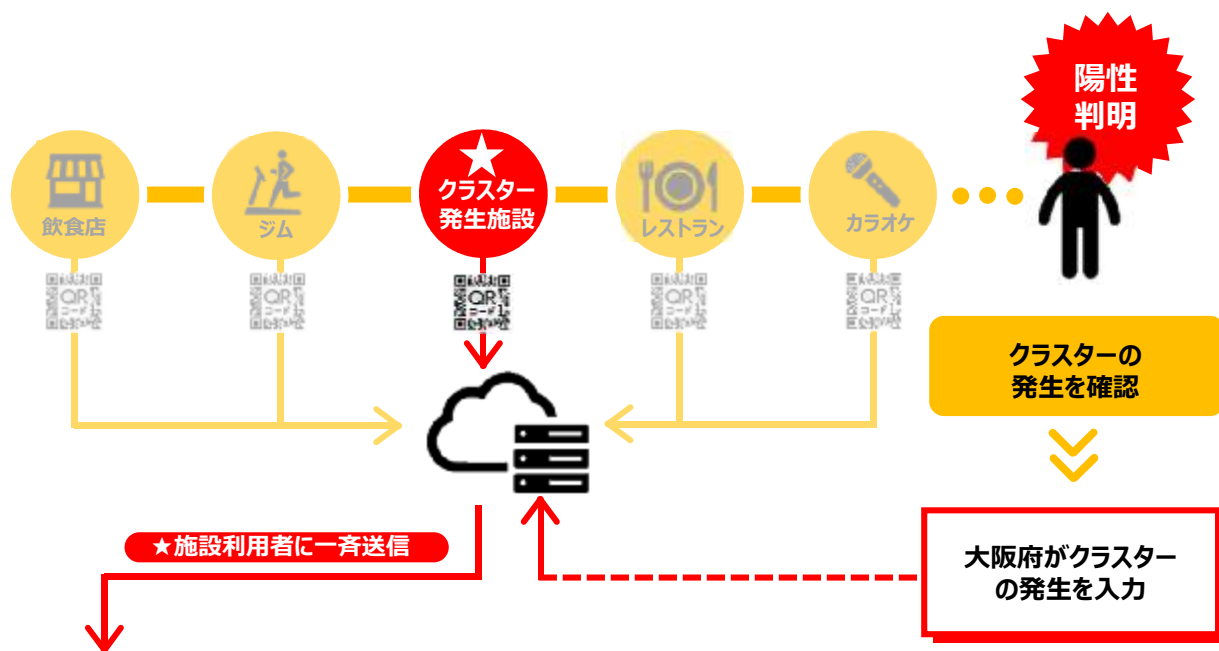 陽性
判明
飲食店
ジム
★
クラスター
発生施設
レストラン
カラオケ
QR
コード
QR
コード
QR
コード
QR
コード
QR
コード
クラスターの
発生を確認
★施設利用者に一斉送信
大阪府がクラスター
の発生を入力